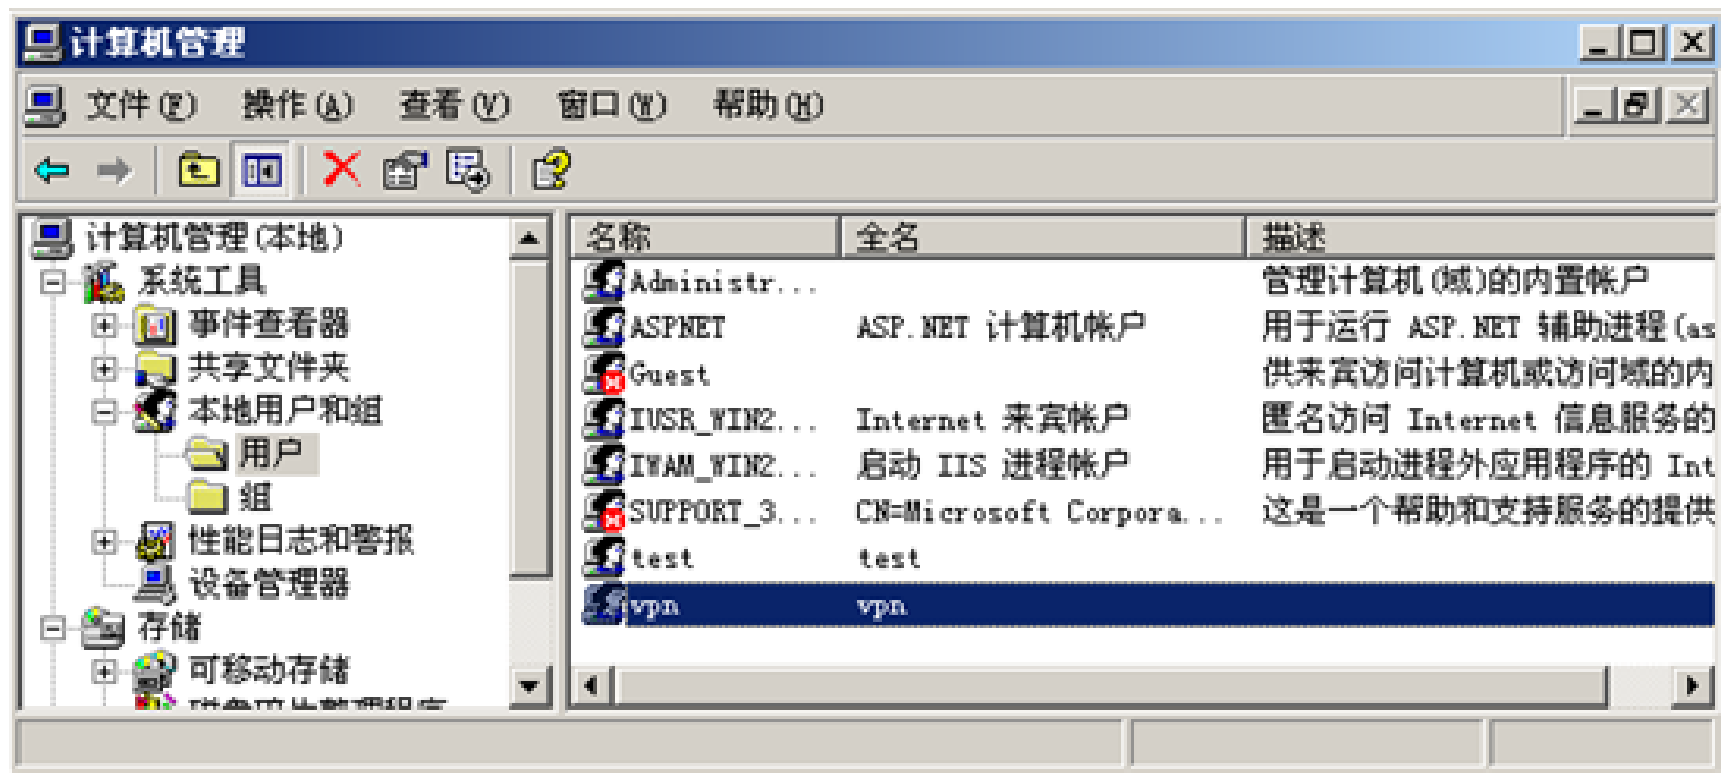 计算机管理
文件(F) 操作(A) 查看(V) 窗口(W) 帮助(H)
计算机管理(本地)
系统工具
事件查看器
共享文件夹
本地用户和组
用户
组
性能日志和警报
设备管理器
存储
可移动存储
名称 全名 描述
Administr... 管理计算机(域)的内置帐户
ASPNET ASP.NET 计算机帐户 用于运行 ASP.NET 辅助进程(as
Guest 供来宾访问计算机或访问域的内
IUSR_WIN2... Internet 来宾帐户 匿名访问 Internet 信息服务的
IWAM_WIN2... 启动 IIS 进程帐户 用于启动进程外应用程序的 Int
SUPPORT_3... CN=Microsoft Corpora... 这是一个帮助和支持服务的提供
test test
vpn vpn